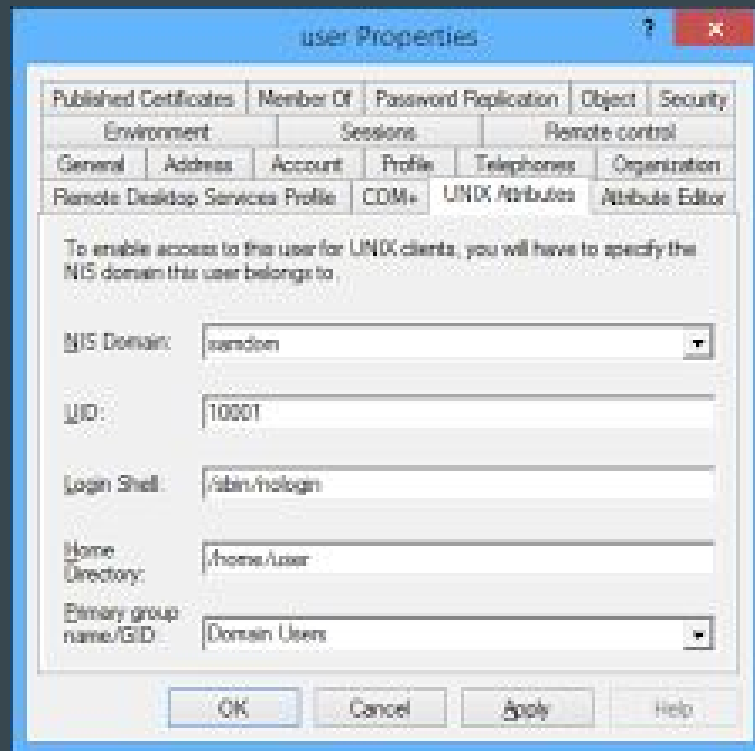 user Properties
?
Published Certificates Member Of Password Replication Object Security
Environment Sessions Remote control
General Address Account Profile Telephones Organization
Remote Desktop Services Profile COM+ UNIX Attributes Attribute Editor
To enable access to this user for UNIX clients, you will have to specify the
NIS domain this user belongs to.
NIS Domain: samdom
UID: 10001
Login Shell: /sbin/nologin
Home
Directory: /home/user
Primary group
name/GID: Domain Users
OK Cancel Apply Help